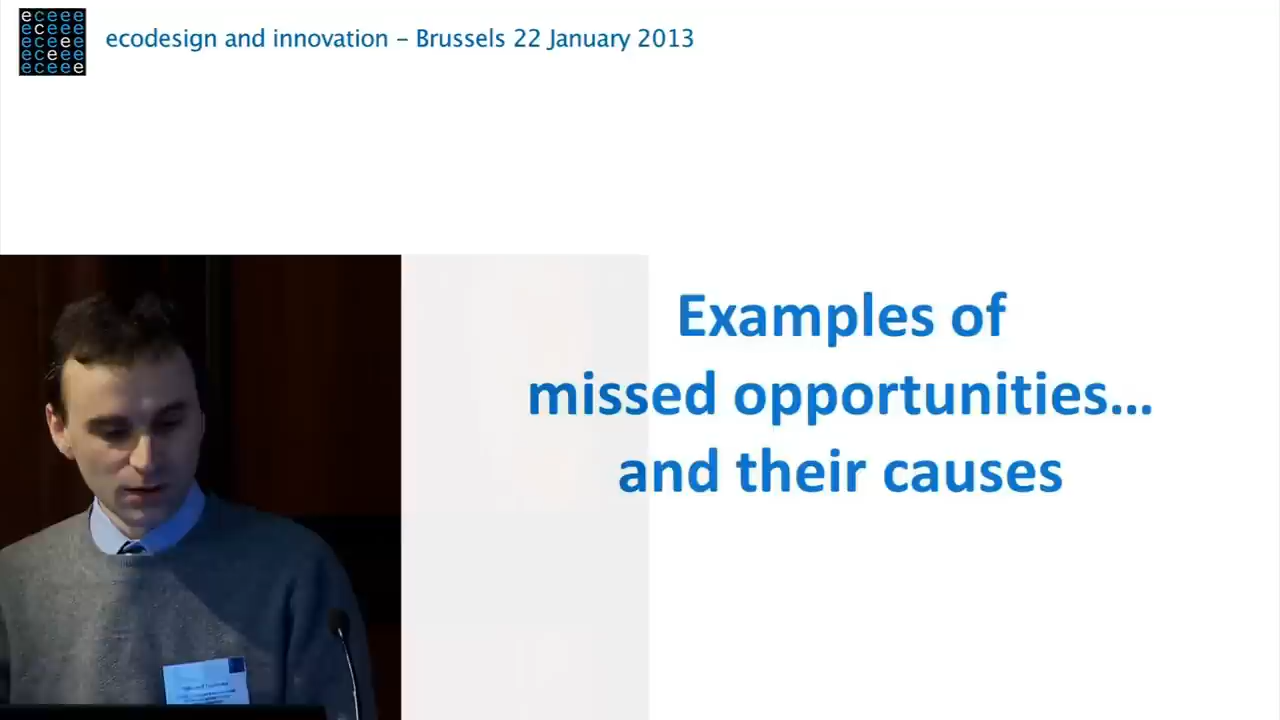 eceee
eceee
eceee
eceee
eceee
ecodesign and innovation – Brussels 22 January 2013
Examples of
missed opportunities...
and their causes